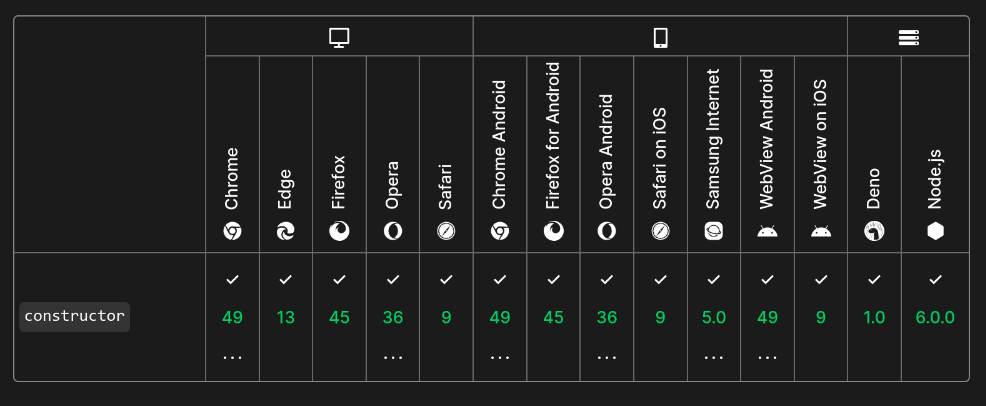 Chrome
Edge
Firefox
Opera
Safari
Chrome Android
Firefox for Android
Opera Android
Safari on iOS
Samsung Internet
WebView Android
WebView on iOS
Deno
Node.js
constructor
49 13 45 36 9 49 45 36 9 5.0 49 9 1.0 6.0.0
... ... ... ... ... ...